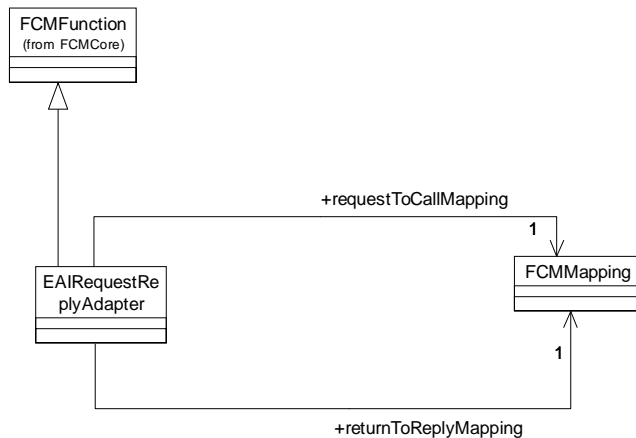 FCMFunction
(from FCMCore)
+requestToCallMapping
1
EAIRequestRe
plyAdapter
FCMMapping
1
+returnToReplyMapping